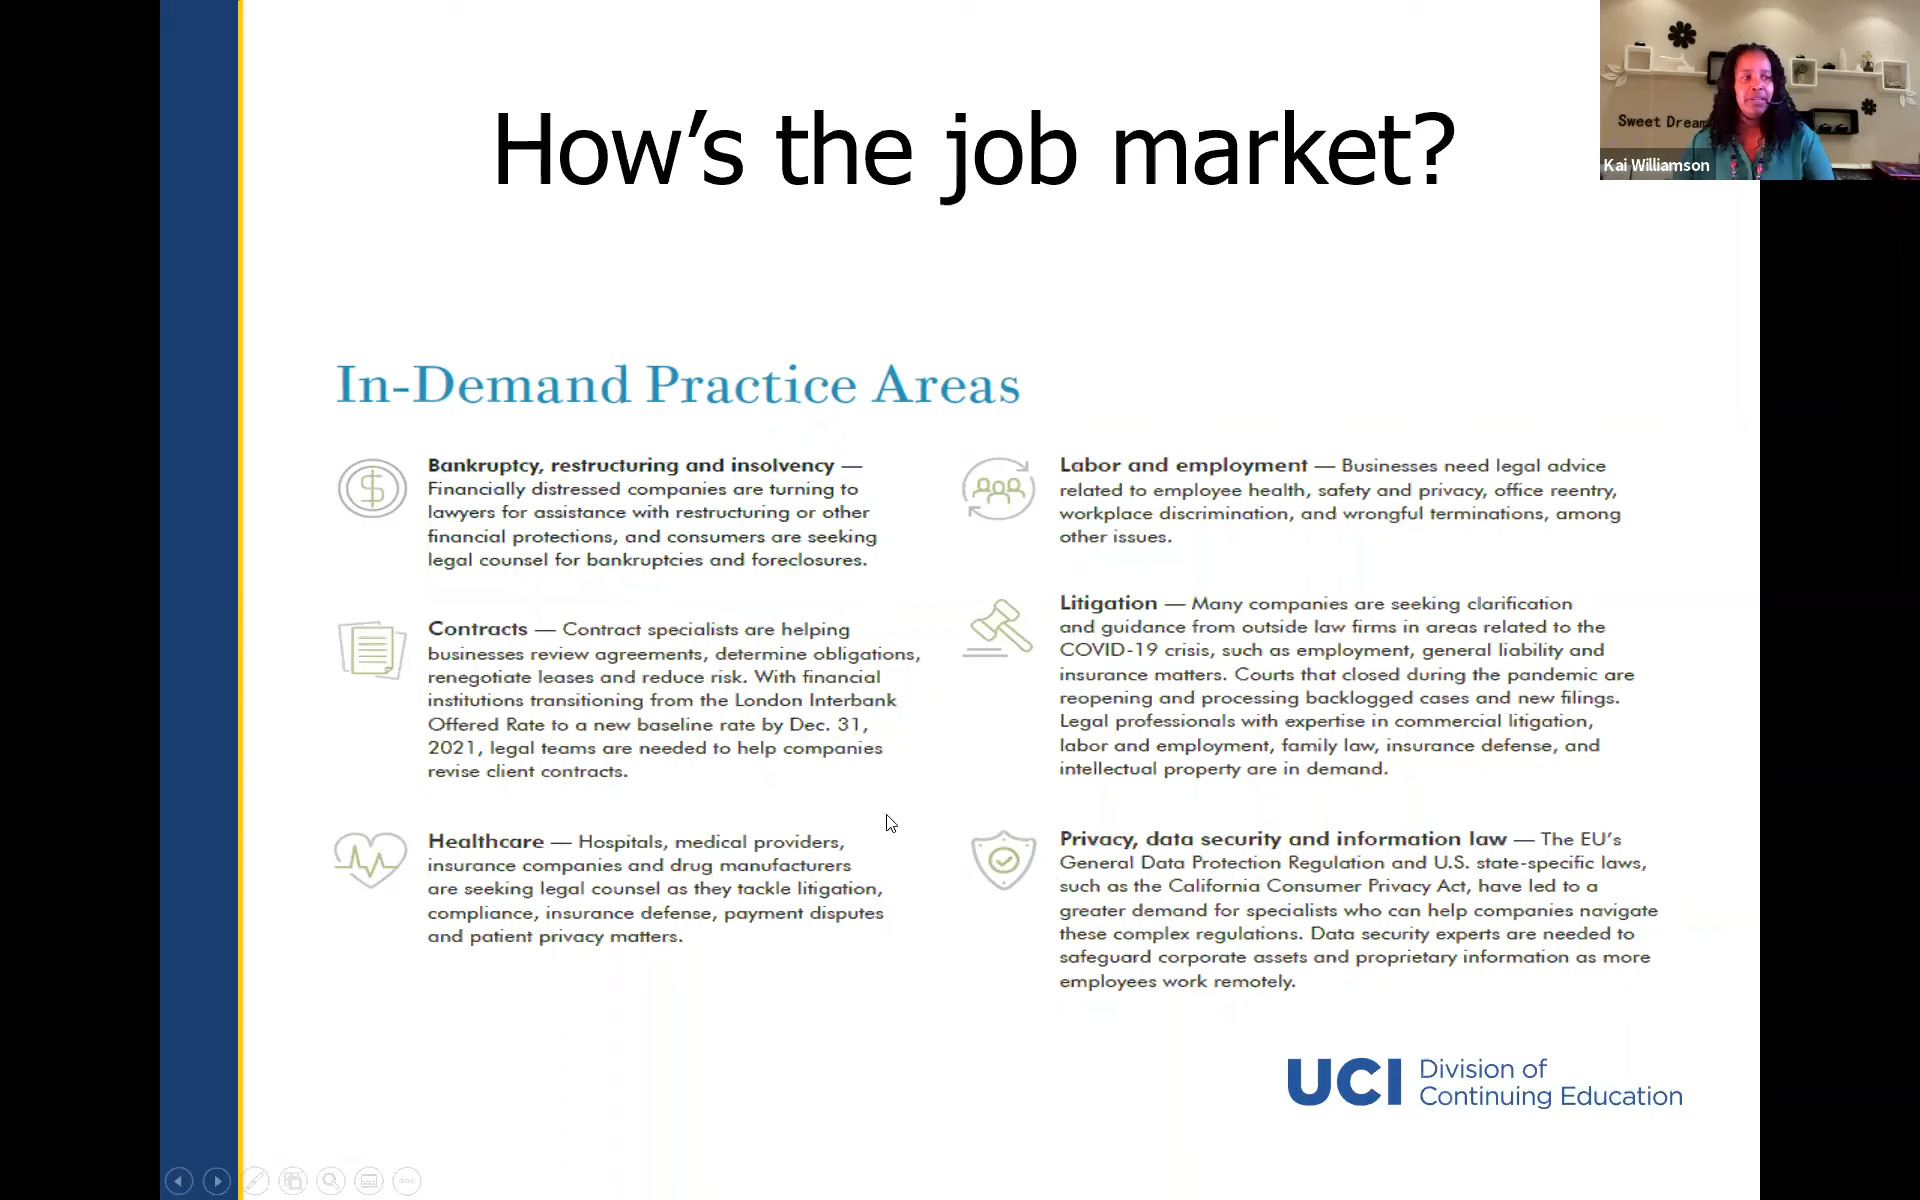 How's the job market?
Sweet Dream
Kai Williamson
In-Demand Practice Areas
Bankruptcy, restructuring and insolvency —
Financially distressed companies are turning to
lawyers for assistance with restructuring or other
financial protections, and consumers are seeking
legal counsel for bankruptcies and foreclosures.
Contracts — Contract specialists are helping
businesses review agreements, determine obligations,
renegotiate leases and reduce risk. With financial
institutions transitioning from the London Interbank
Offered Rate to a new baseline rate by Dec. 31,
2021, legal teams are needed to help companies
revise client contracts.
Healthcare — Hospitals, medical providers,
insurance companies and drug manufacturers
are seeking legal counsel as they tackle litigation,
compliance, insurance defense, payment disputes
and patient privacy matters.
Labor and employment — Businesses need legal advice
related to employee health, safety and privacy, office reentry,
workplace discrimination, and wrongful terminations, among
other issues.
Litigation — Many companies are seeking clarification
and guidance from outside law firms in areas related to the
COVID-19 crisis, such as employment, general liability and
insurance matters. Courts that closed during the pandemic are
reopening and processing backlogged cases and new filings.
Legal professionals with expertise in commercial litigation,
labor and employment, family law, insurance defense, and
intellectual property are in demand.
Privacy, data security and information law — The EU's
General Data Protection Regulation and U.S. state-specific laws,
such as the California Consumer Privacy Act, have led to a
greater demand for specialists who can help companies navigate
these complex regulations. Data security experts are needed to
safeguard corporate assets and proprietary information as more
employees work remotely.
UCI Division of
Continuing Education